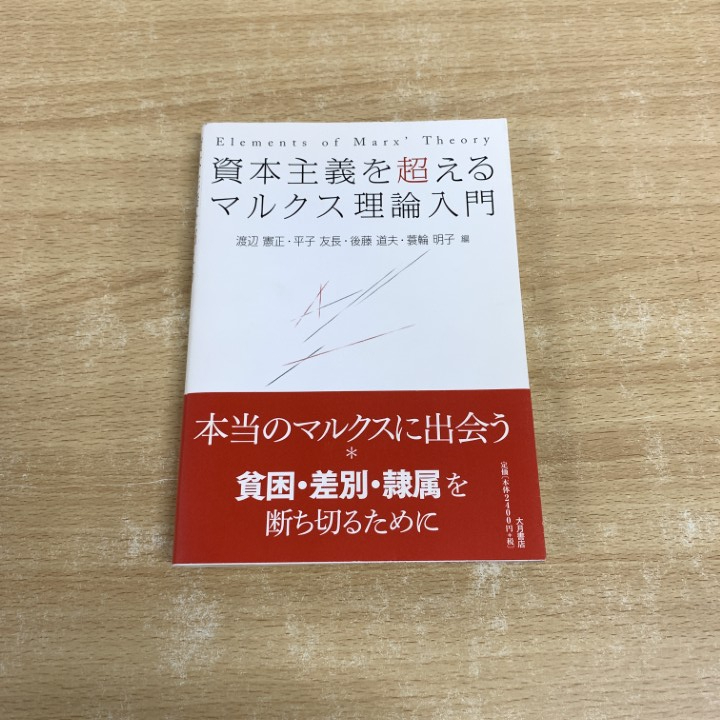 Elements of Marx' Theory
資本主義を超える
マルクス理論入門
渡辺 憲正・平子 友長・後藤 道夫・蓑輪 明子 編
本当のマルクスに出会う
*
貧困・差別・隷属を
断ち切るために
定価(本体2400円+税)
大月書店